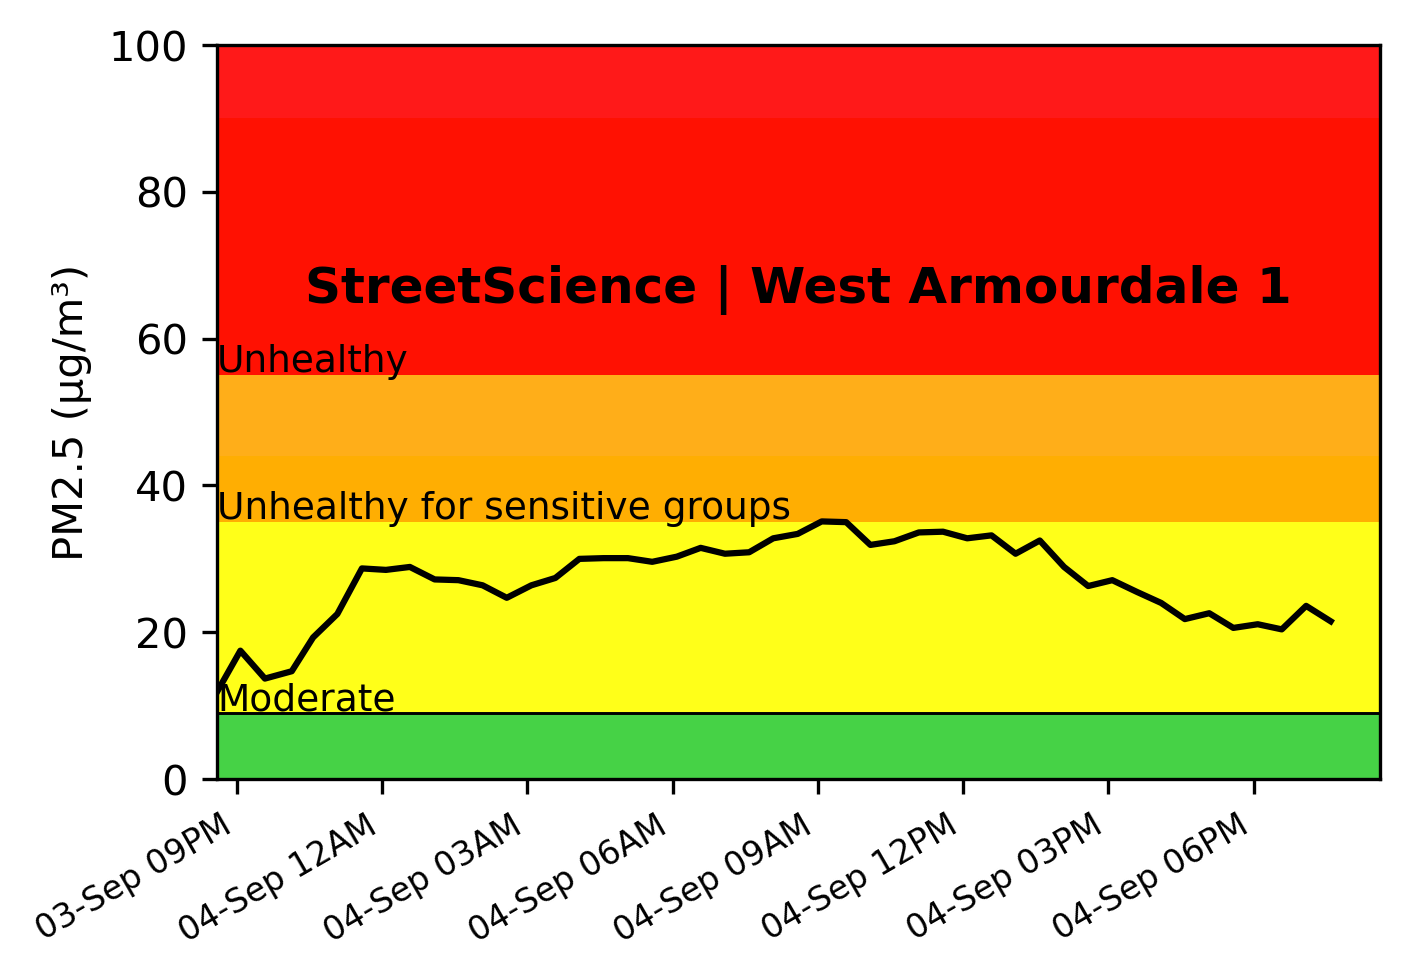 100
80
60
40
20
0
PM2.5 (µg/m³)
StreetScience | West Armourdale 1
Unhealthy
Unhealthy for sensitive groups
Moderate
03-Sep 09PM
04-Sep 12AM
04-Sep 03AM
04-Sep 06AM
04-Sep 09AM
04-Sep 12PM
04-Sep 03PM
04-Sep 06PM